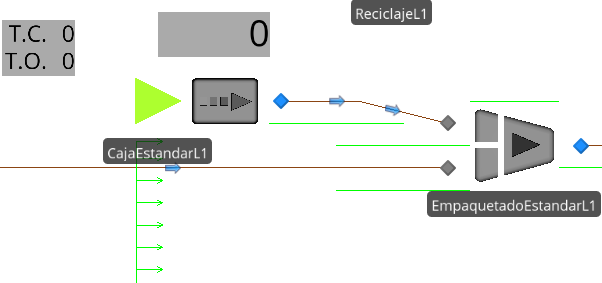 ReciclajeL1
T.C. 0
T.O. 0
0
CajaEstandarL1
EmpaquetadoEstandarL1